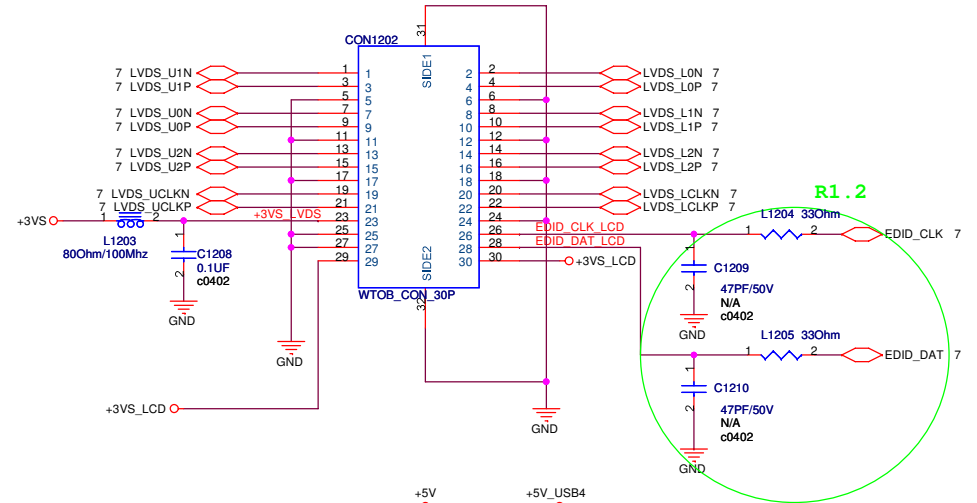 CON1202
31
SIDE1
7 LVDS_U1N 1 1 2 2 LVDS_L0N 7
7 LVDS_U1P 3 3 4 4 LVDS_L0P 7
5 5 6 6
7 LVDS_U0N 7 7 8 8 LVDS_L1N 7
7 LVDS_U0P 9 9 10 10 LVDS_L1P 7
11 11 12 12
7 LVDS_U2N 13 13 14 14 LVDS_L2N 7
7 LVDS_U2P 15 15 16 16 LVDS_L2P 7
17 17 18 18
7 LVDS_UCLKN 19 19 20 20 LVDS_LCLKN 7
7 LVDS_UCLKP 21 21 22 22 LVDS_LCLKP 7
R1.2
+3VS 1 2 +3VS_LVDS 23 23 24 24
L1203
80Ohm/100Mhz
25 25 26 26 EDID_CLK_LCD
27 27 28 28 EDID_DAT_LCD
29 29 30 30 +3VS_LCD
SIDE2
32
WTOB_CON_30P
1
C1208
0.1UF
2
c0402
GND
GND
+3VS_LCD
GND
L1204 33Ohm
1 2 EDID_CLK 7
1
C1209
2
47PF/50V
N/A
c0402
GND
L1205 33Ohm
1 2 EDID_DAT 7
1
C1210
2
47PF/50V
N/A
c0402
GND
+5V
+5V_USB4